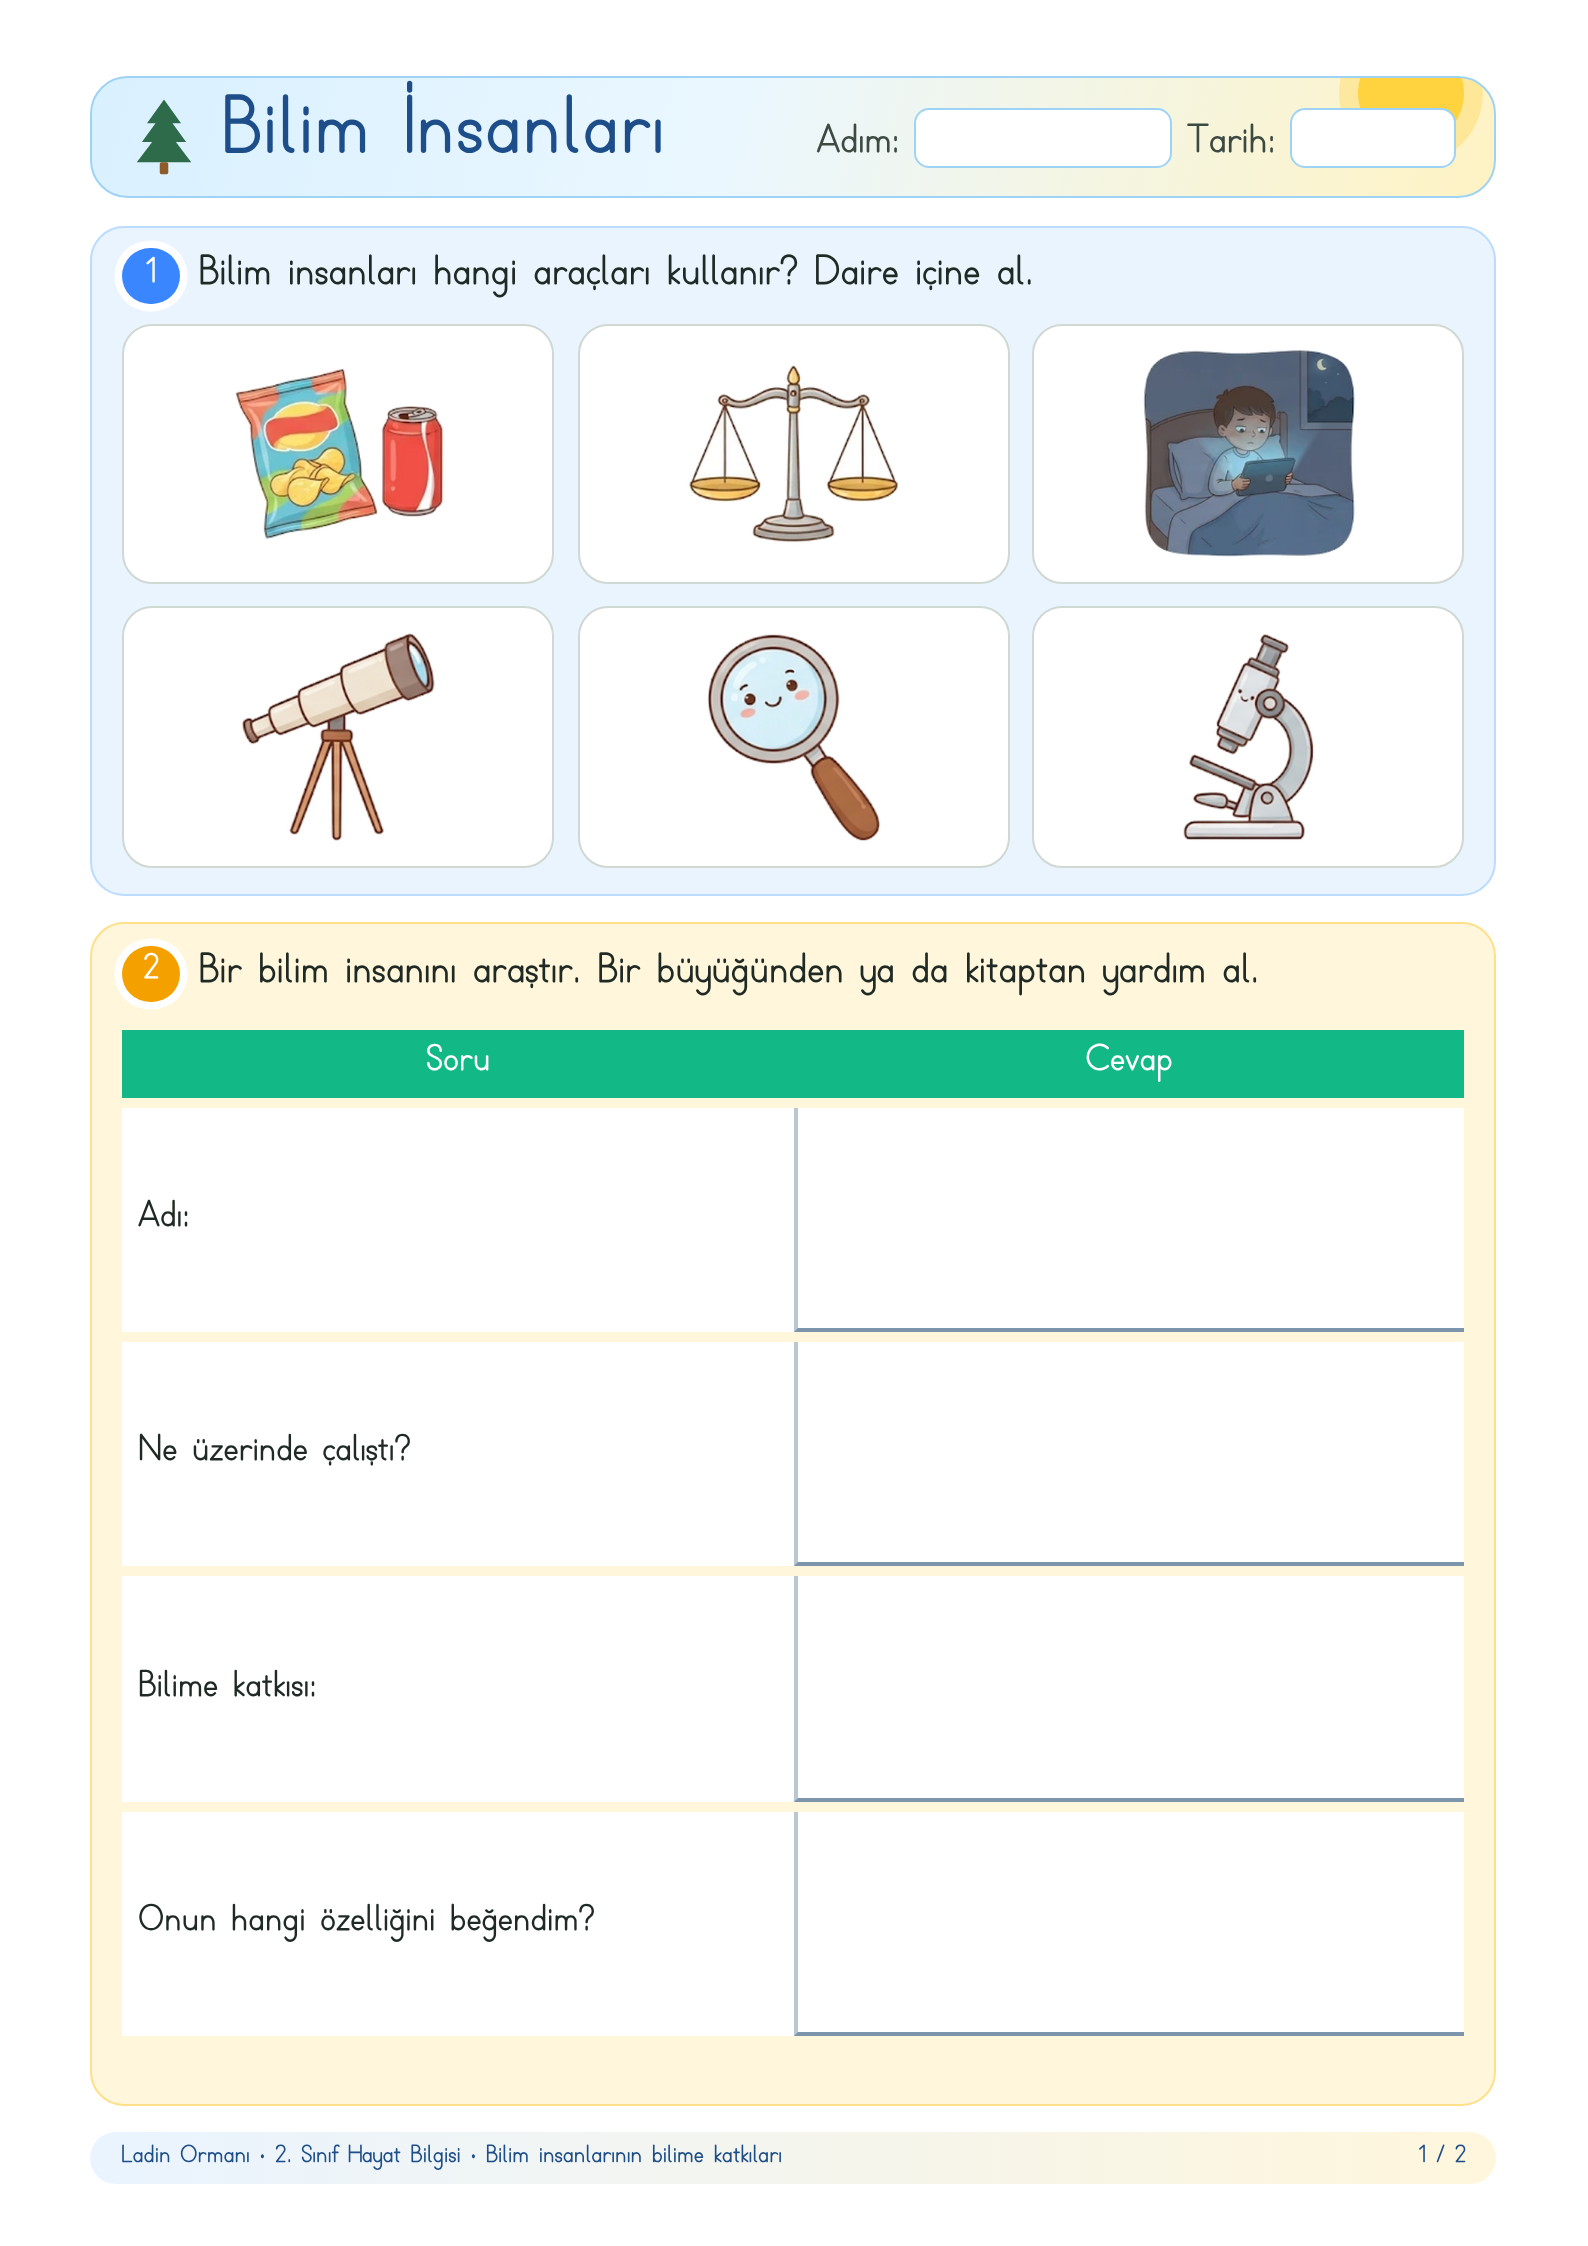 Bilim İnsanları
Adım:
Tarih:
1
Bilim insanları hangi araçları kullanır? Daire içine al.
2
Bir bilim insanını araştır. Bir büyüğünden ya da kitaptan yardım al.
Soru
Cevap
Adı:
Ne üzerinde çalıştı?
Bilime katkısı:
Onun hangi özelliğini beğendim?
Ladin Ormanı • 2. Sınıf Hayat Bilgisi • Bilim insanlarının bilime katkıları
1 / 2